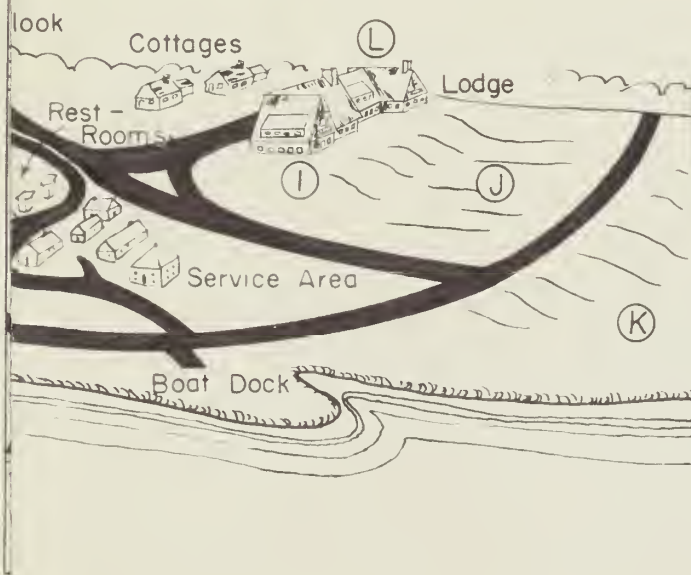 look
Cottages
L
Lodge
Rest-
Rooms
I
J
Service Area
K
Boat Dock